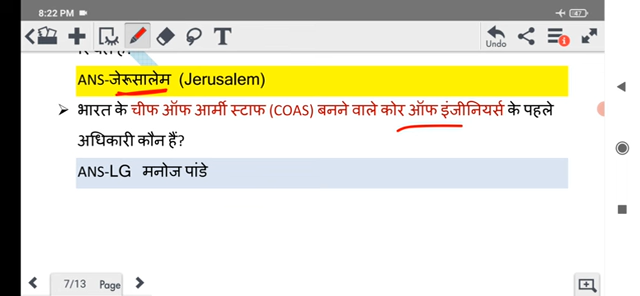 8:22 PM
47
Undo
ANS-जेरूसालेम (Jerusalem)
भारत के चीफ ऑफ आर्मी स्टाफ (COAS) बनने वाले कोर ऑफ इंजीनियर्स के पहले
अधिकारी कौन हैं?
ANS-LG मनोज पांडे
7/13 Page